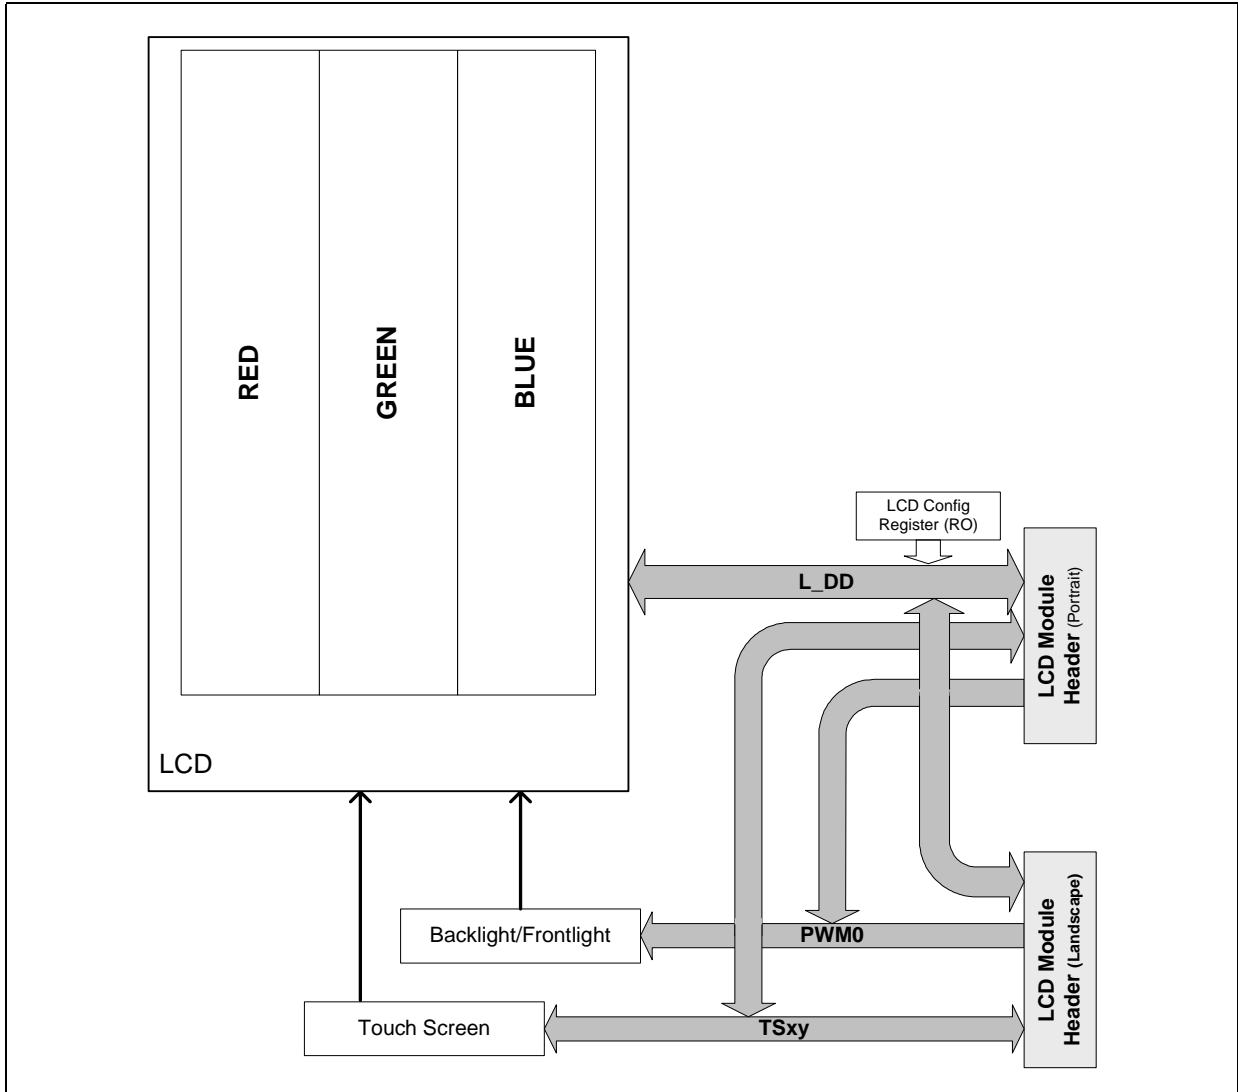 RED
GREEN
BLUE
LCD
LCD Config
Register (RO)
L_DD
LCD Module
Header (Portrait)
Backlight/Frontlight
PWM0
LCD Module
Header (Landscape)
Touch Screen
TSxy